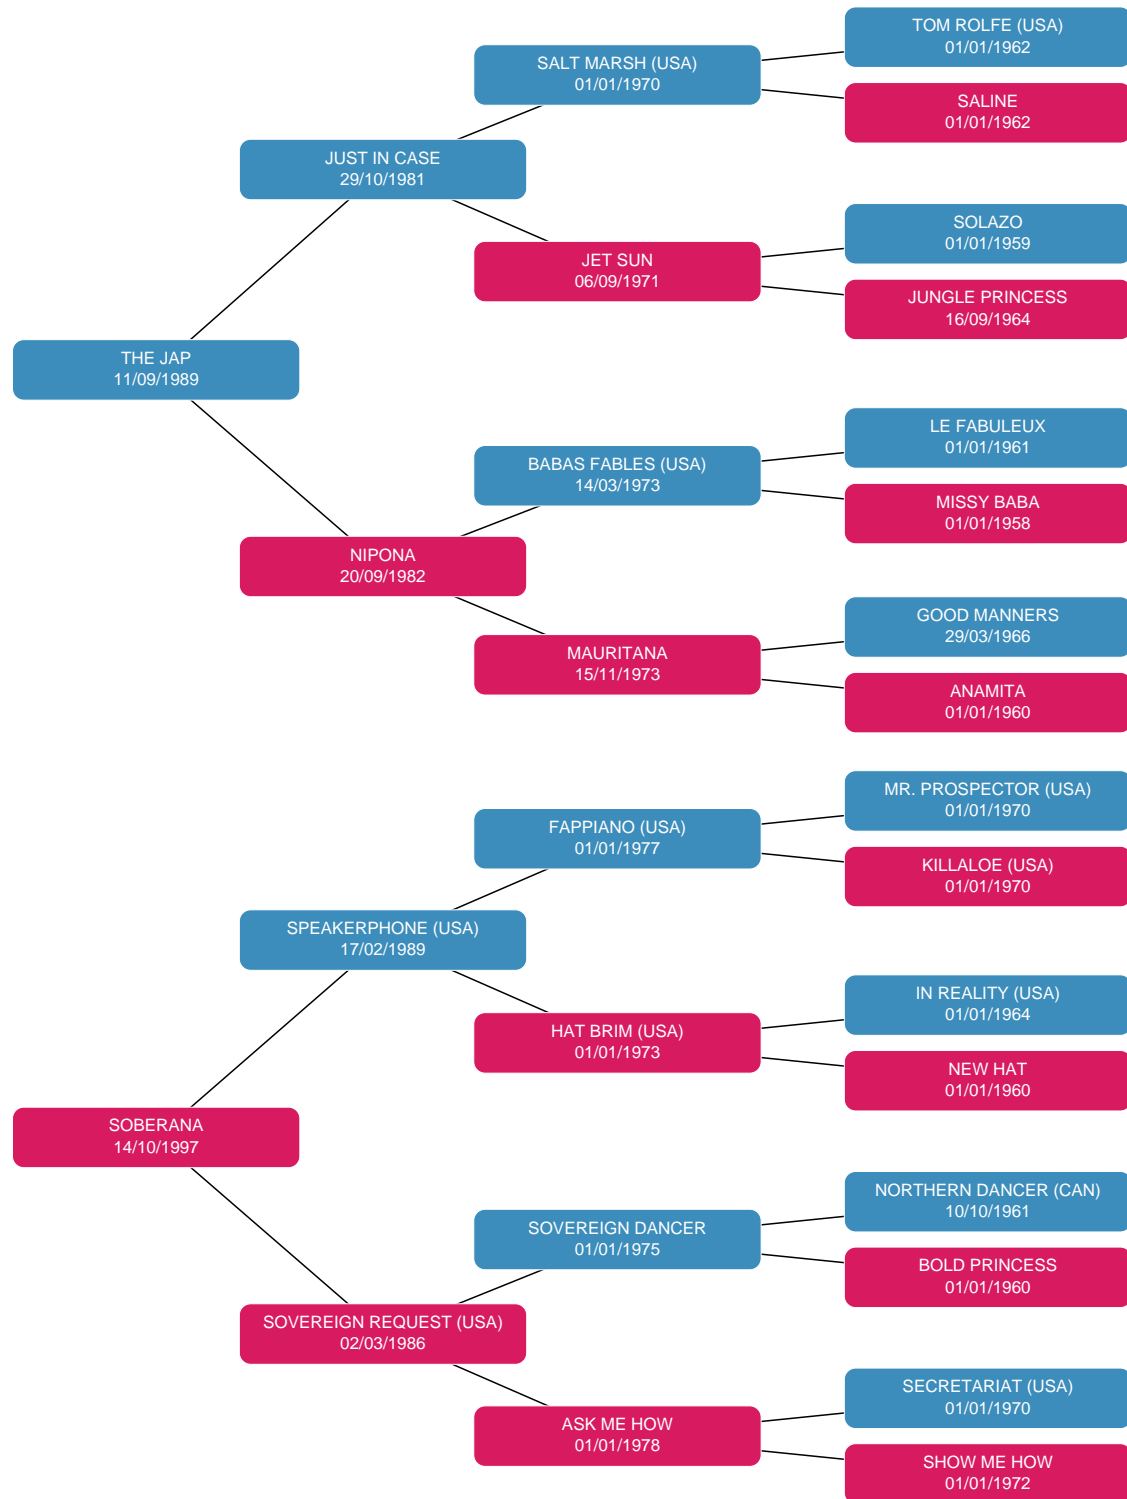 TOM ROLFE (USA)
01/01/1962
SALT MARSH (USA)
01/01/1970
SALINE
01/01/1962
JUST IN CASE
29/10/1981
SOLAZO
01/01/1959
JET SUN
06/09/1971
JUNGLE PRINCESS
16/09/1964
THE JAP
11/09/1989
LE FABULEUX
01/01/1961
BABAS FABLES (USA)
14/03/1973
MISSY BABA
01/01/1958
NIPONA
20/09/1982
GOOD MANNERS
29/03/1966
MAURITANA
15/11/1973
ANAMITA
01/01/1960
MR. PROSPECTOR (USA)
01/01/1970
FAPPIANO (USA)
01/01/1977
KILLALOE (USA)
01/01/1970
SPEAKERPHONE (USA)
17/02/1989
IN REALITY (USA)
01/01/1964
HAT BRIM (USA)
01/01/1973
NEW HAT
01/01/1960
SOBERANA
14/10/1997
NORTHERN DANCER (CAN)
10/10/1961
SOVEREIGN DANCER
01/01/1975
BOLD PRINCESS
01/01/1960
SOVEREIGN REQUEST (USA)
02/03/1986
SECRETARIAT (USA)
01/01/1970
ASK ME HOW
01/01/1978
SHOW ME HOW
01/01/1972